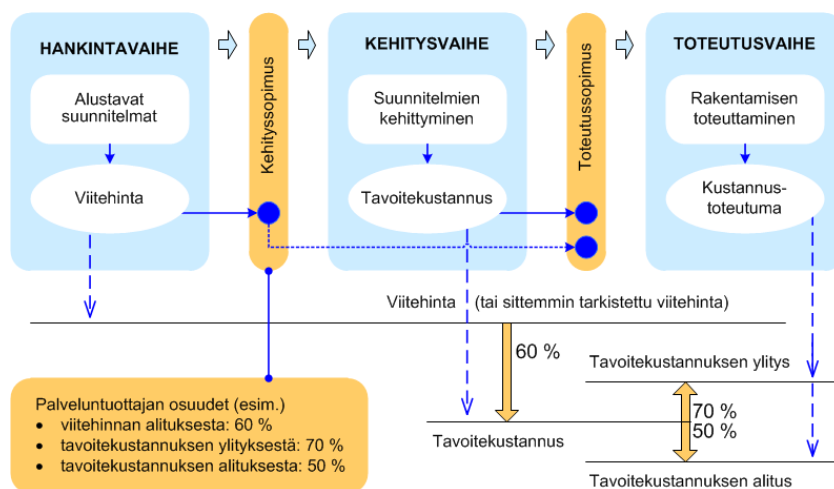 HANKINTAVAIHE
Alustavat
suunnitelmat
Viitehinta
Kehityssopimus
KEHITYSVAIHE
Suunnitelmien
kehittyminen
Tavoitekustannus
Toteutussopimus
TOTEUTUSVAIHE
Rakentamisen
toteuttaminen
Kustannus-
toteutuma
Viitehinta (tai sittemmin tarkistettu viitehinta)
60 %
Tavoitekustannuksen ylitys
70 %
Tavoitekustannus
50 %
Tavoitekustannuksen alitus
Palveluntuottajan osuudet (esim.)
• viitehinnan alituksesta: 60 %
• tavoitekustannuksen ylityksestä: 70 %
• tavoitekustannuksen alituksesta: 50 %